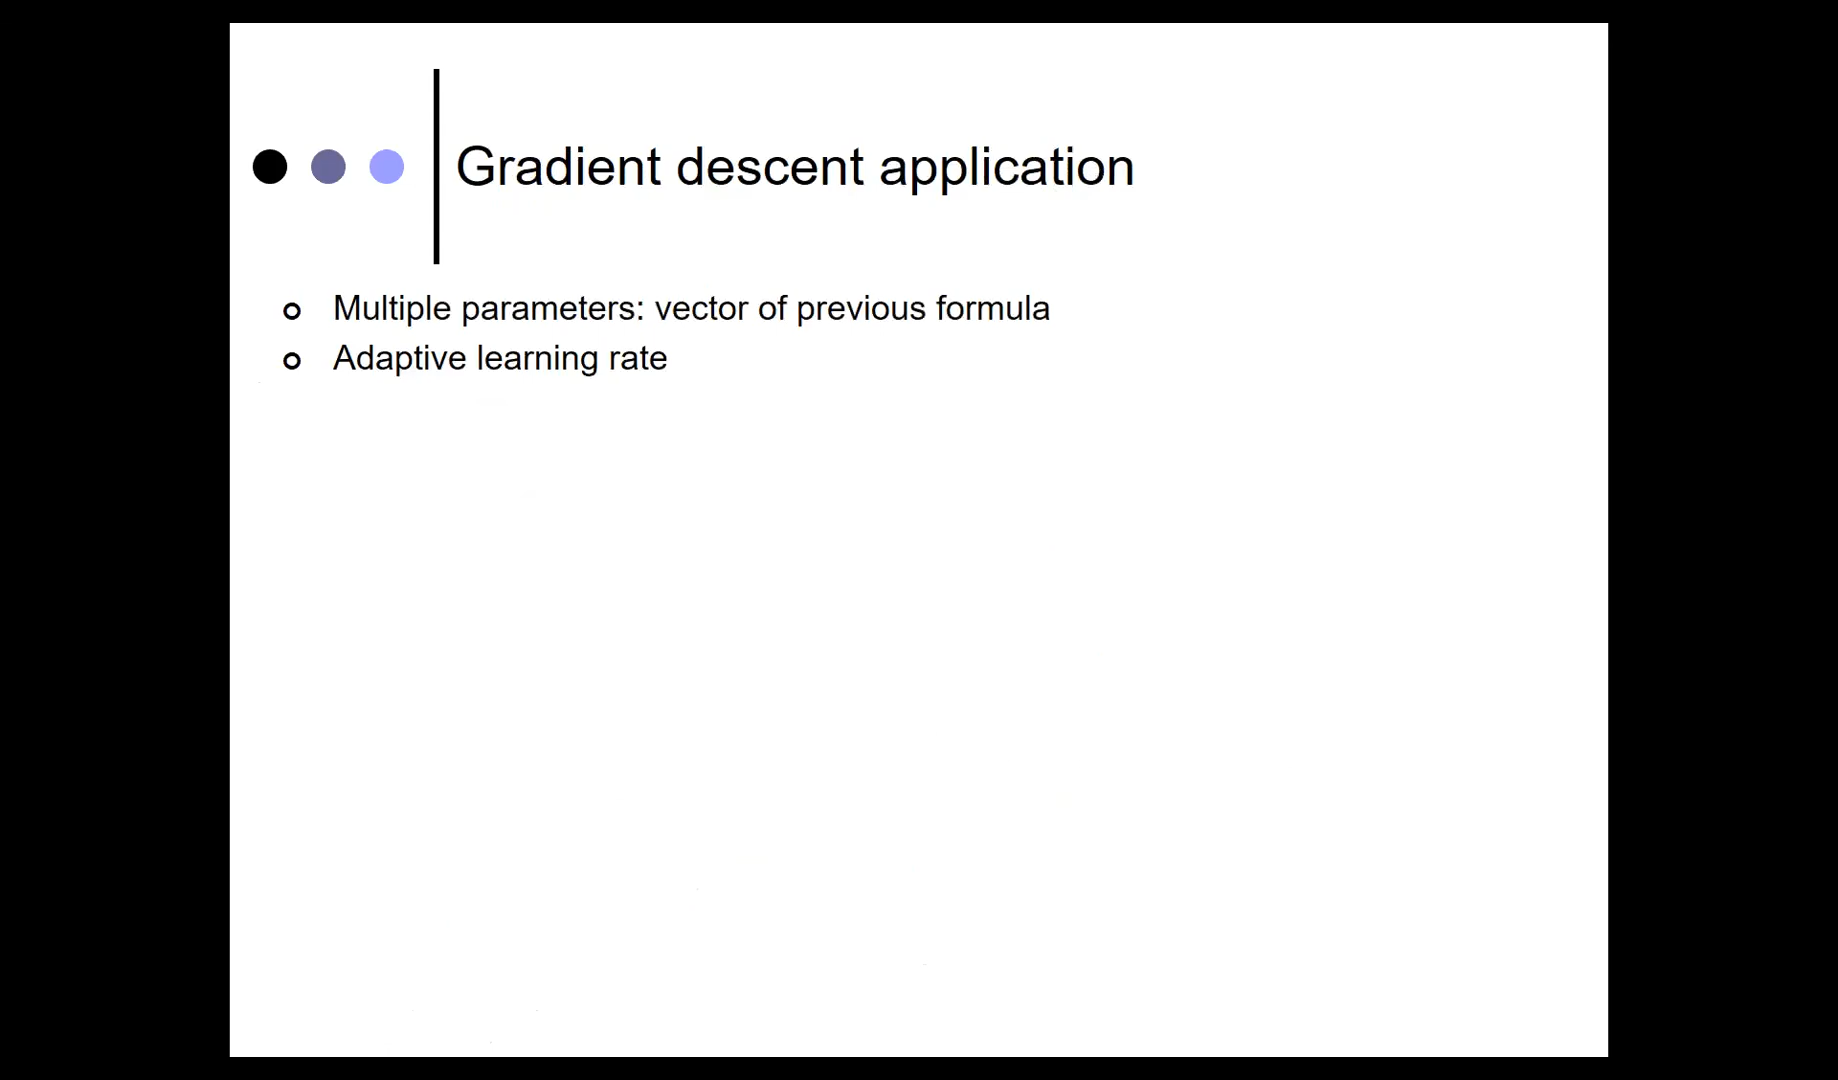 Gradient descent application
Multiple parameters: vector of previous formula
Adaptive learning rate